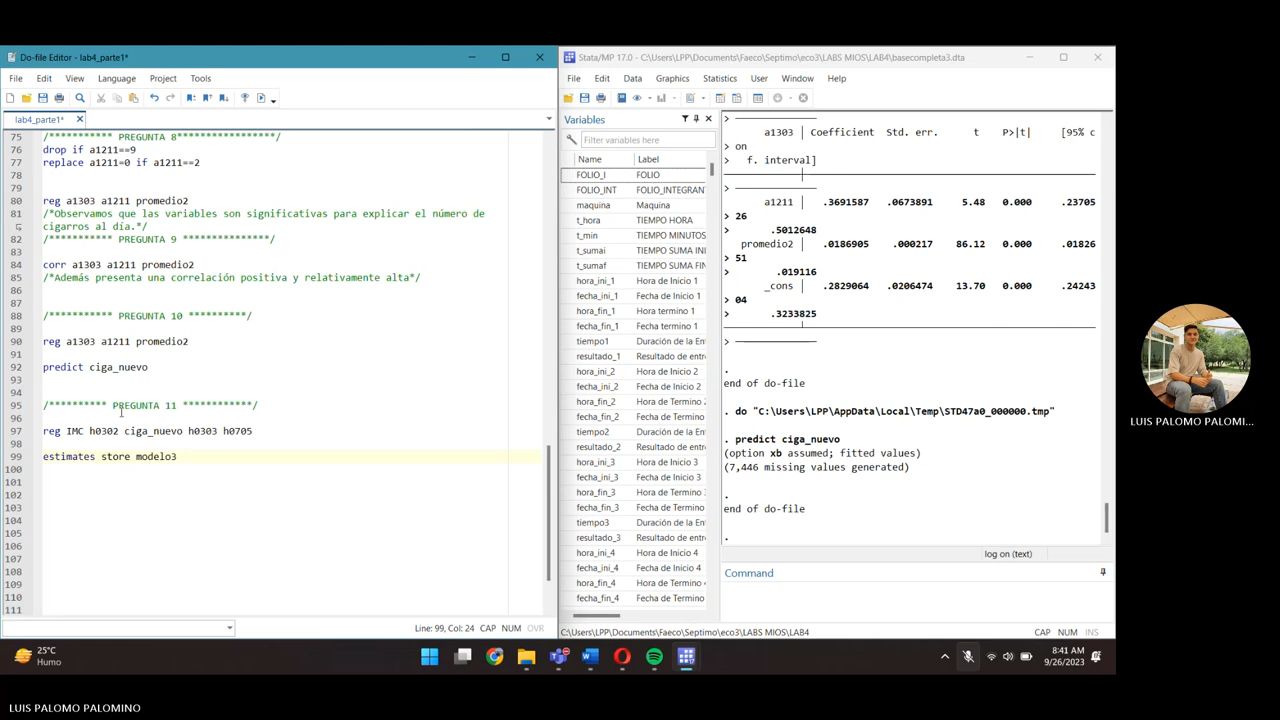 Do-file Editor - lab4_parte1*
File Edit View Language Project Tools
lab4_parte1*
75 /*********** PREGUNTA 8*****************/
76 drop if a1211==9
77 replace a1211=0 if a1211==2
78
79
80 reg a1303 a1211 promedio2
81 /*Observamos que las variables son significativas para explicar el número de
cigarros al día.*/
82 /*********** PREGUNTA 9 ***************/
83
84 corr a1303 a1211 promedio2
85 /*Además presenta una correlación positiva y relativamente alta*/
86
87
88 /*********** PREGUNTA 10 **********/
89
90 reg a1303 a1211 promedio2
91
92 predict ciga_nuevo
93
94
95 /********** PREGUNTA 11 ************/
96
97 reg IMC h0302 ciga_nuevo h0303 h0705
98
99 estimates store modelo3
100
101
102
103
104
105
106
107
108
109
110
111
Line: 99, Col: 24 CAP NUM OVR
Stata/MP 17.0 - C:\Users\LPP\Documents\Faeco\Septimo\eco3\LABS MIOS\LAB4\basecompleta3.dta
File Edit Data Graphics Statistics User Window Help
Variables
Filter variables here
Name Label
FOLIO_I FOLIO
FOLIO_INT FOLIO_INTEGRAN
maquina Maquina
t_hora TIEMPO HORA
t_min TIEMPO MINUTOS
t_sumai TIEMPO SUMA INI
t_sumaf TIEMPO SUMA FIN
hora_ini_1 Hora de Inicio 1
fecha_ini_1 Fecha de Inicio 1
hora_fin_1 Hora termino 1
fecha_fin_1 Fecha termino 1
tiempo1 Duración de la Ent
resultado_1 Resultado de entre
hora_ini_2 Hora de Inicio 2
fecha_ini_2 Fecha de Inicio 2
hora_fin_2 Hora de Termino 2
fecha_fin_2 Fecha de Termino
tiempo2 Duración de la Ent
resultado_2 Resultado de entre
hora_ini_3 Hora de Inicio 3
fecha_ini_3 Fecha de Inicio 3
hora_fin_3 Hora de Termino 3
fecha_fin_3 Fecha de Termino
tiempo3 Duración de la Ent
resultado_3 Resultado de entre
hora_ini_4 Hora de Inicio 4
fecha_ini_4 Fecha de Inicio 4
hora_fin_4 Hora de Termino 4
fecha_fin_4 Fecha de Termino
>
a1303 Coefficient Std. err. t P>|t| [95% c
> on
> f. interval]
>
a1211 .3691587 .0673891 5.48 0.000 .23705
> 26
> .5012648
promedio2 .0186905 .000217 86.12 0.000 .01826
> 51
> .019116
_cons .2829064 .0206474 13.70 0.000 .24243
> 04
> .3233825
>
.
end of do-file
. do "C:\Users\LPP\AppData\Local\Temp\STD47a0_000000.tmp"
. predict ciga_nuevo
(option xb assumed; fitted values)
(7,446 missing values generated)
.
end of do-file
.
log on (text)
Command
C:\Users\LPP\Documents\Faeco\Septimo\eco3\LABS MIOS\LAB4
CAP NUM INS
LUIS PALOMO PALOMI...
25°C
Humo
8:41 AM
9/26/2023
LUIS PALOMO PALOMINO